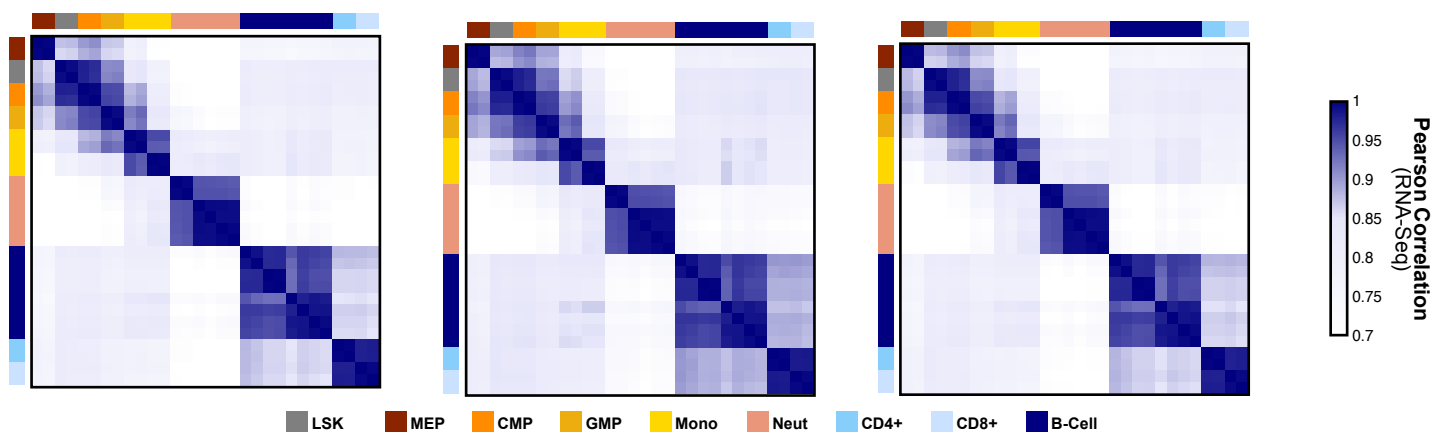 1
0.95
0.9
0.85
0.8
0.75
0.7
Pearson Correlation
(RNA-Seq)
LSK MEP CMP GMP Mono Neut CD4+ CD8+ B-Cell